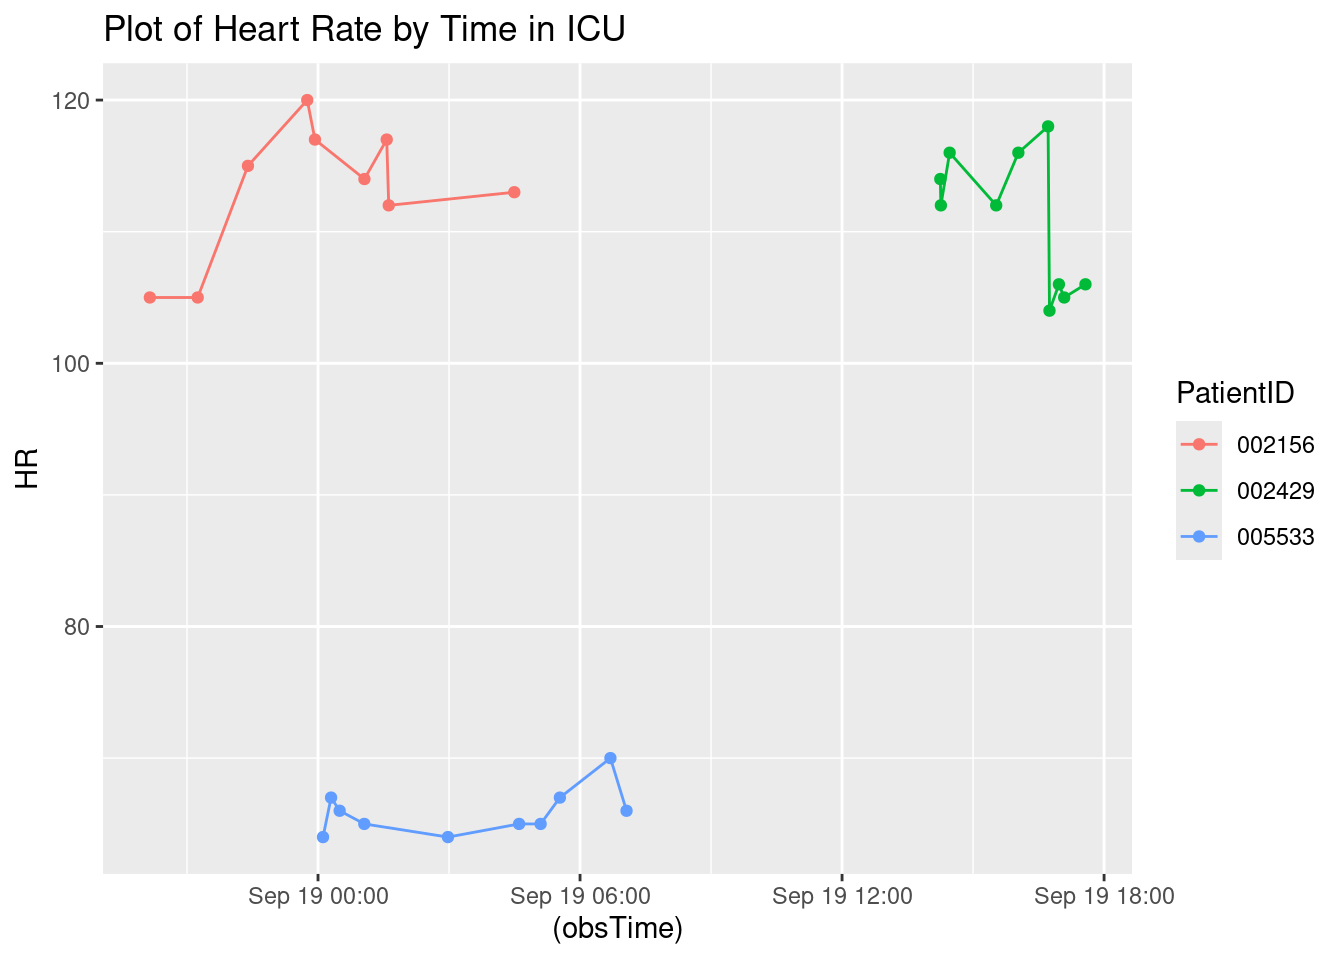 Plot of Heart Rate by Time in ICU
120
100
80
HR
Sep 19 00:00
Sep 19 06:00
Sep 19 12:00
Sep 19 18:00
(obsTime)
PatientID
002156
002429
005533